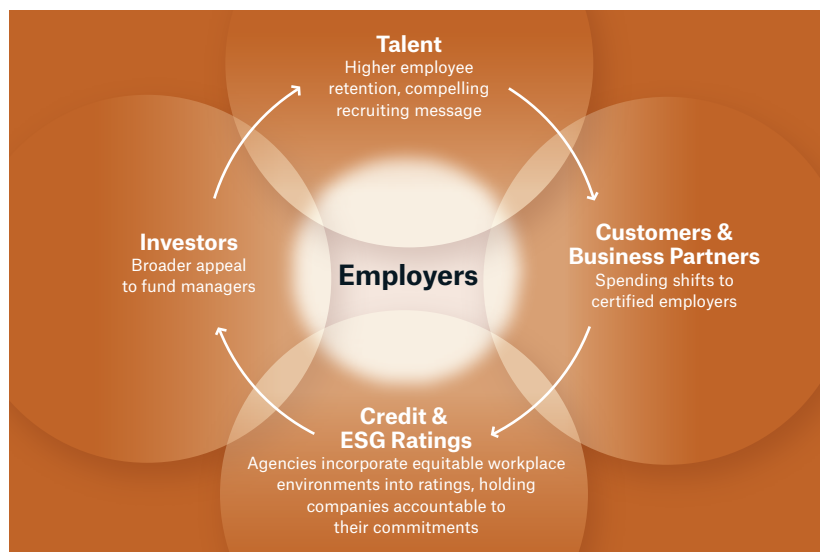 Talent
Higher employee
retention, compelling
recruiting message
Investors
Broader appeal
to fund managers
Employers
Customers &
Business Partners
Spending shifts to
certified employers
Credit &
ESG Ratings
Agencies incorporate equitable workplace
environments into ratings, holding
companies accountable to
their commitments